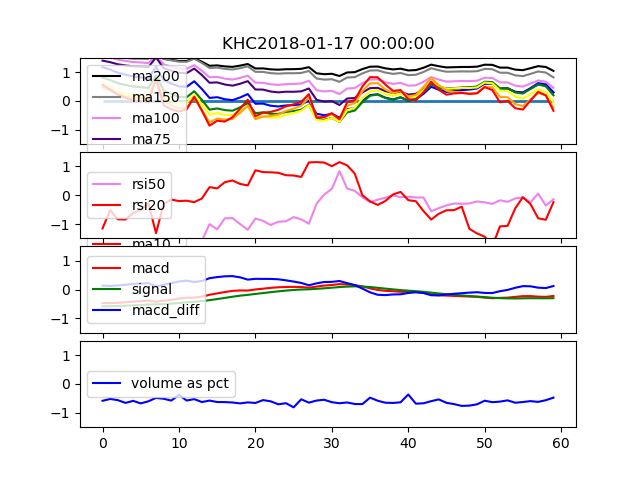 KHC2018-01-17 00:00:00
1
0
−1
ma200
ma150
ma100
ma75
1
0
−1
rsi50
rsi20
ma10
1
0
−1
macd
signal
macd_diff
1
0
−1
volume as pct
0 10 20 30 40 50 60